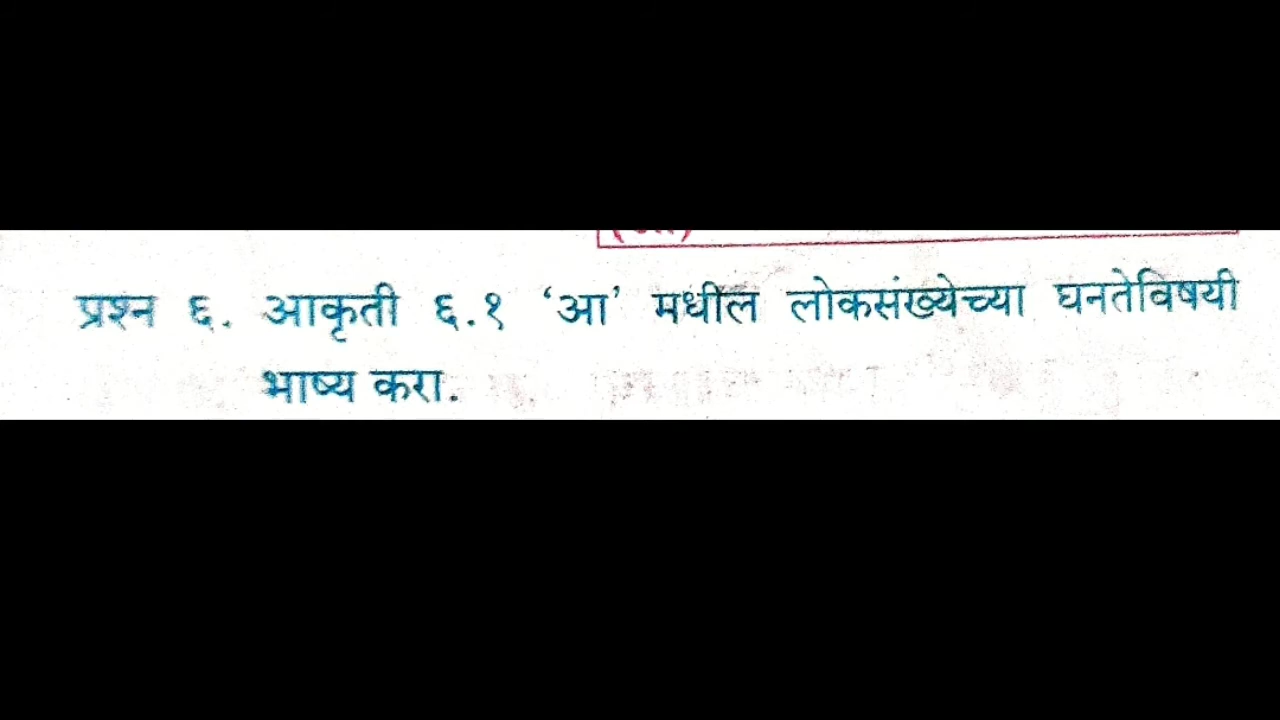 प्रश्न ६. आकृती ६.१ ‘आ’ मधील लोकसंख्येच्या घनतेविषयी
भाष्य करा.